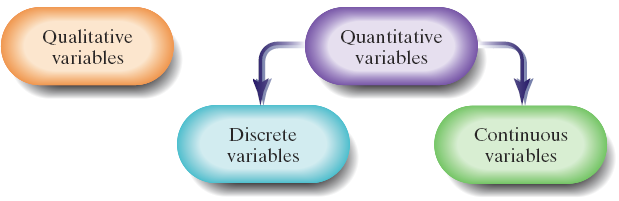 Qualitative
variables
Quantitative
variables
Discrete
variables
Continuous
variables